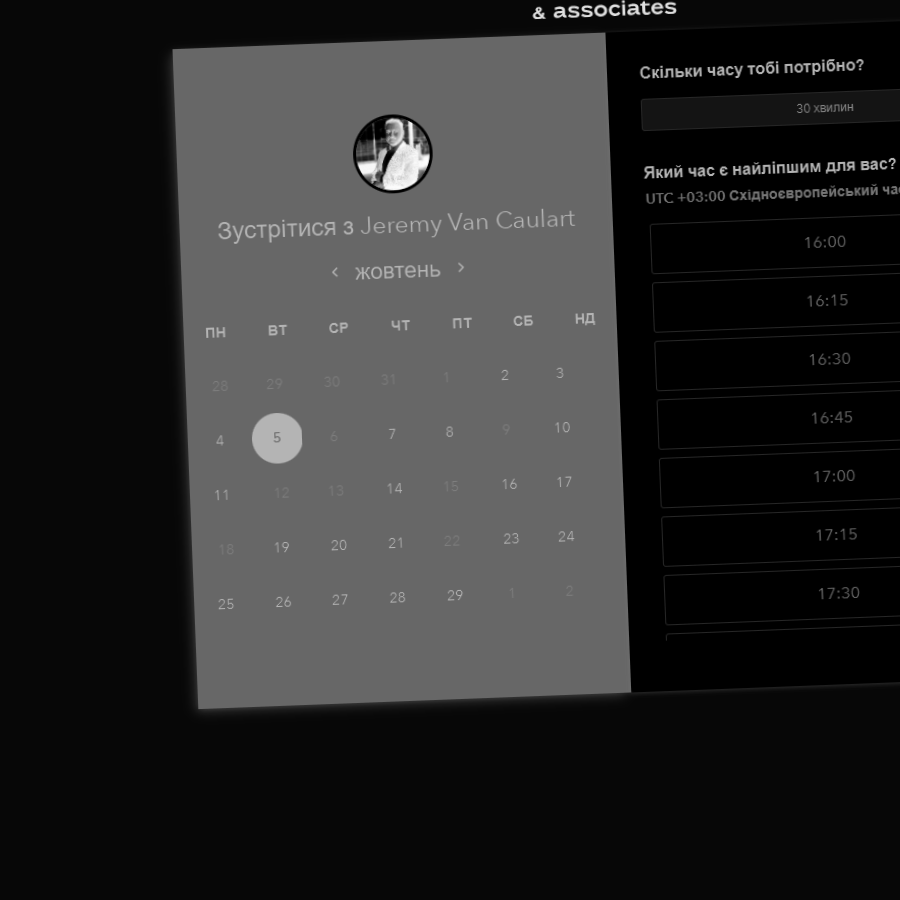 & associates
Зустрітися з Jeremy Van Caulart
‹ жовтень ›
ПН ВТ СР ЧТ ПТ СБ НД
28 29 30 31 1 2 3
4 5 6 7 8 9 10
11 12 13 14 15 16 17
18 19 20 21 22 23 24
25 26 27 28 29 1 2
Скільки часу тобі потрібно?
30 хвилин
Який час є найліпшим для вас?
UTC +03:00 Східноєвропейський
16:00
16:15
16:30
16:45
17:00
17:15
17:30